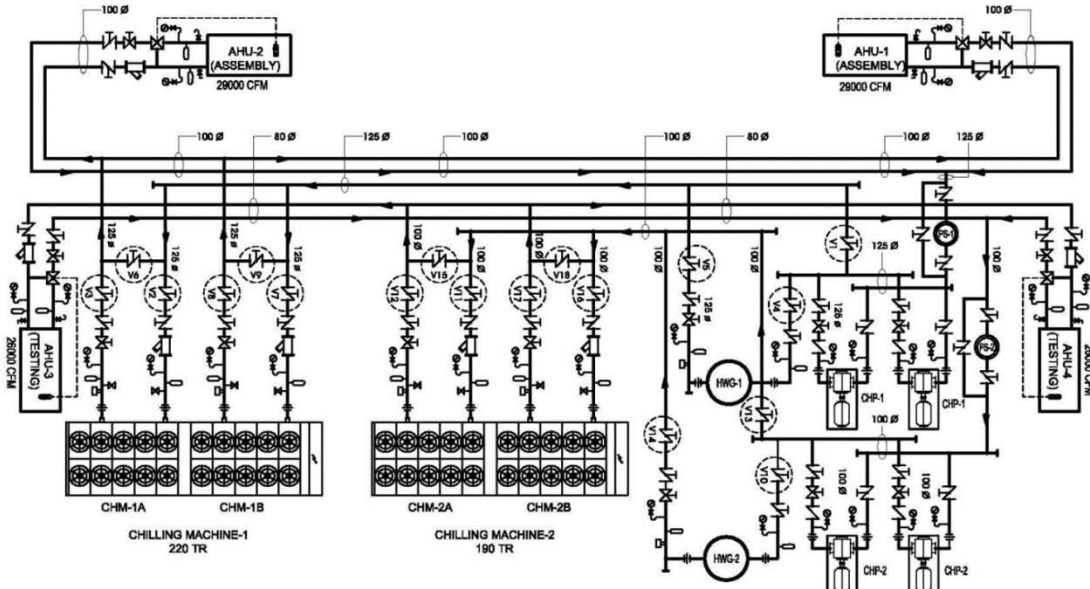 100 Ø
100 Ø
AHU-2
(ASSEMBLY)
29000 CFM
AHU-1
(ASSEMBLY)
29000 CFM
100 Ø
80 Ø
125 Ø
100 Ø
100 Ø
80 Ø
100 Ø
125 Ø
125 Ø
125 Ø
125 Ø
125 Ø
100 Ø
100 Ø
100 Ø
100 Ø
100 Ø
100 Ø
125 Ø
100 Ø
V6
V9
V15
V18
V5
V1
PS-1
V3
V2
V8
V7
V12
V11
V17
V16
V4
125 Ø
125 Ø
PS-2
AHU-3
(TESTING)
26000 CFM
AHU-4
(TESTING)
HWG-1
CHP-1
CHP-1
V14
V13
100 Ø
V10
100 Ø
100 Ø
CHM-1A
CHM-1B
CHM-2A
CHM-2B
CHILLING MACHINE-1
220 TR
CHILLING MACHINE-2
190 TR
HWG-2
CHP-2
CHP-2